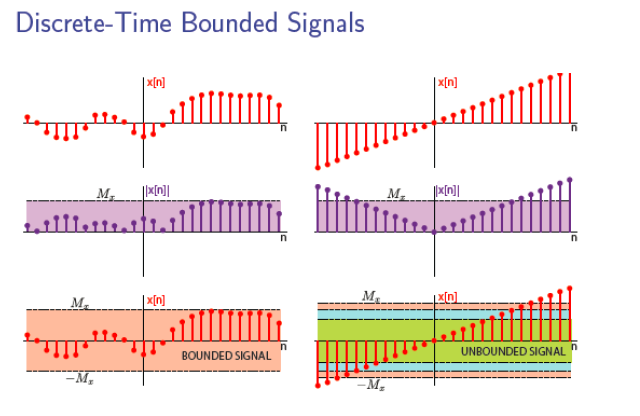 Discrete-Time Bounded Signals
x[n]
n
x[n]
n
Mₓ
|x[n]|
n
Mₓ
|x[n]|
n
Mₓ
x[n]
n
BOUNDED SIGNAL
−Mₓ
Mₓ
x[n]
n
UNBOUNDED SIGNAL
−Mₓ